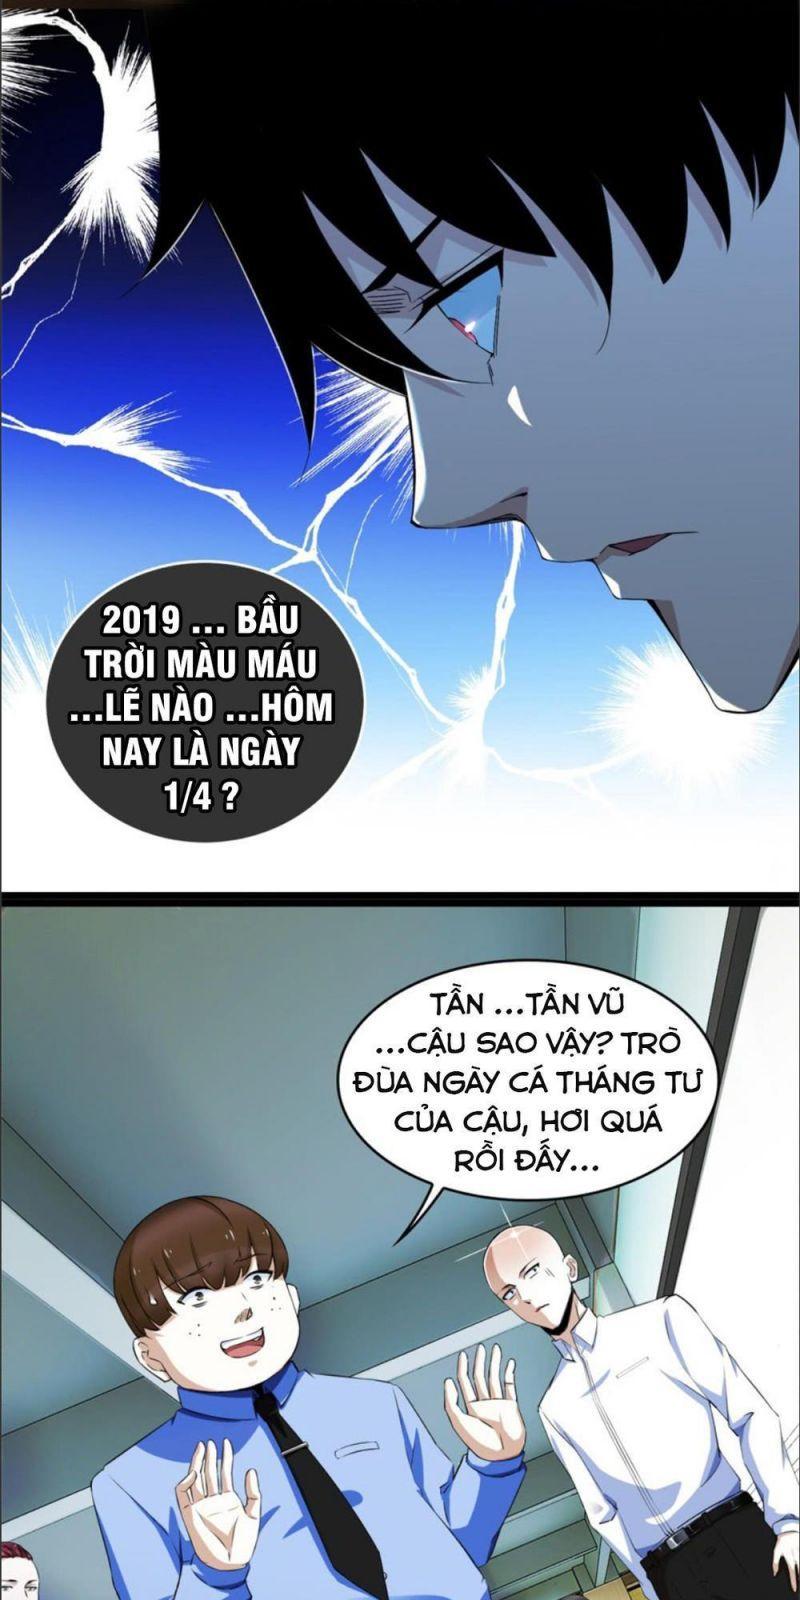 2019 ... BẦU
TRỜI MÀU MÁU
...LẼ NÀO ...HÔM
NAY LÀ NGÀY
1/4 ?
TẦN ...TẦN VŨ
...CẬU SAO VẬY? TRÒ
ĐÙA NGÀY CÁ THÁNG TƯ
CỦA CẬU, HƠI QUÁ
RỒI ĐẤY...